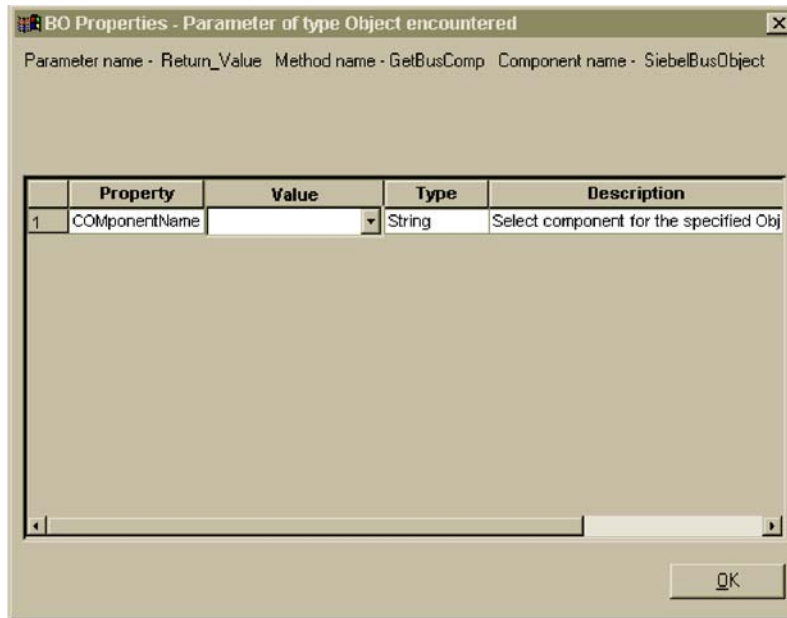 BO Properties - Parameter of type Object encountered
Parameter name - Return_Value Method name - GetBusComp Component name - SiebelBusObject
Property Value Type Description
1 COMponentName String Select component for the specified Obj
OK